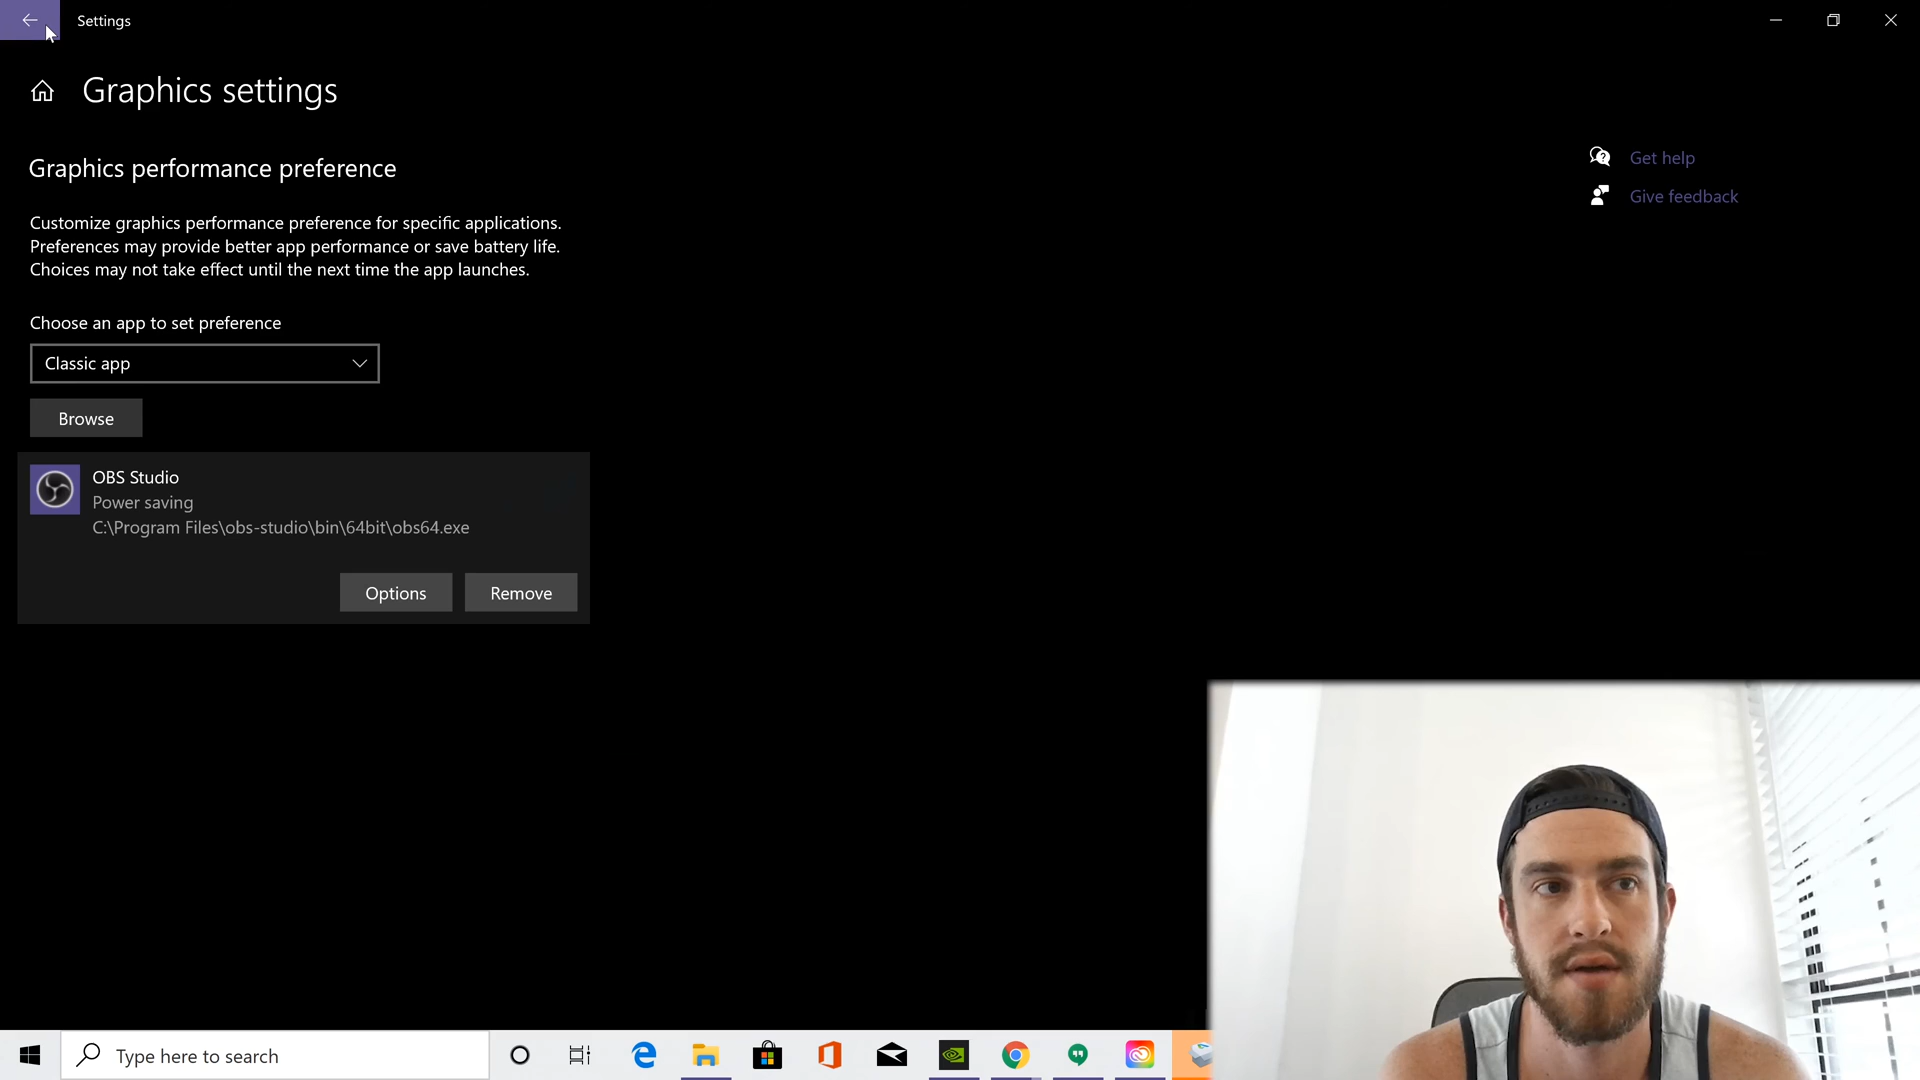 Settings
Graphics settings
Graphics performance preference
Get help
Give feedback
Customize graphics performance preference for specific applications.
Preferences may provide better app performance or save battery life.
Choices may not take effect until the next time the app launches.
Choose an app to set preference
Classic app
Browse
OBS Studio
Power saving
C:\Program Files\obs-studio\bin\64bit\obs64.exe
Options
Remove
Type here to search